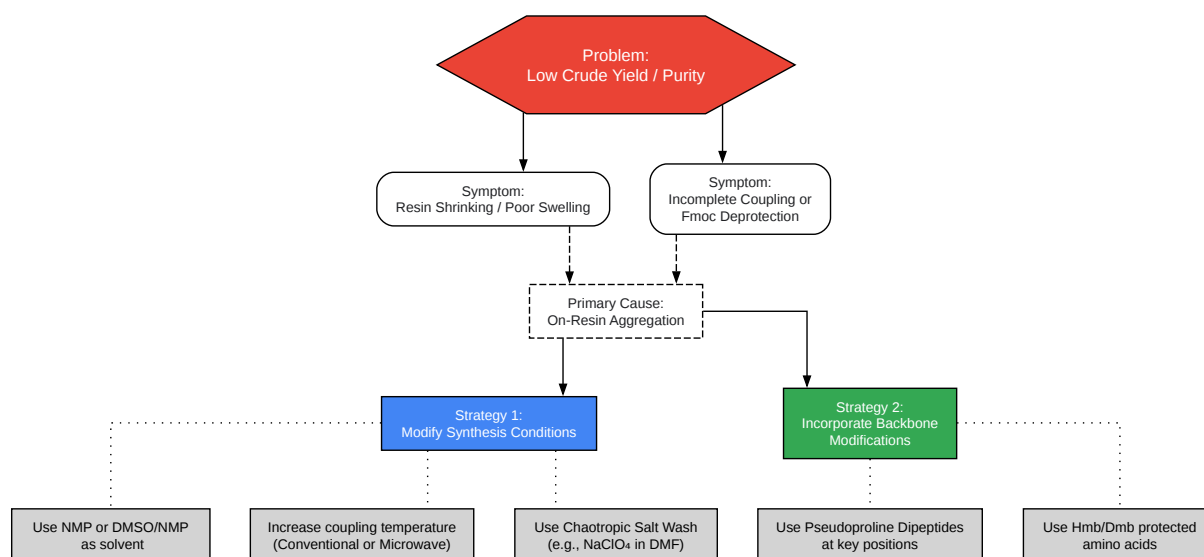 Problem:
Low Crude Yield / Purity
Symptom:
Resin Shrinking / Poor Swelling
Symptom:
Incomplete Coupling or
Fmoc Deprotection
Primary Cause:
On-Resin Aggregation
Strategy 1:
Modify Synthesis Conditions
Strategy 2:
Incorporate Backbone
Modifications
Use NMP or DMSO/NMP
as solvent
Increase coupling temperature
(Conventional or Microwave)
Use Chaotropic Salt Wash
(e.g., NaClO₄ in DMF)
Use Pseudoproline Dipeptides
at key positions
Use Hmb/Dmb protected
amino acids